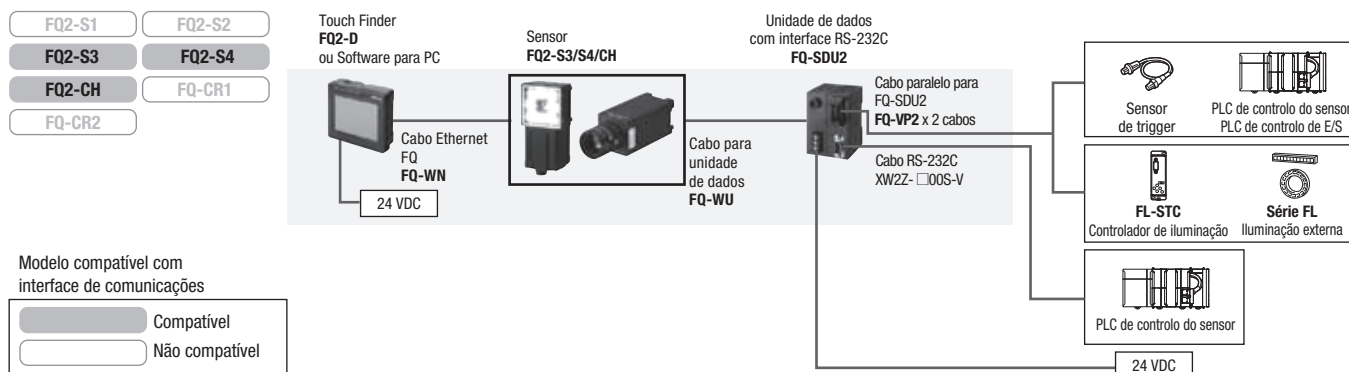 FQ2-S1
FQ2-S2
FQ2-S3
FQ2-S4
FQ2-CH
FQ-CR1
FQ-CR2
Touch Finder
FQ2-D
ou Software para PC
Sensor
FQ2-S3/S4/CH
Unidade de dados
com interface RS-232C
FQ-SDU2
Cabo Ethernet
FQ
FQ-WN
24 VDC
Cabo para
unidade
de dados
FQ-WU
Cabo paralelo para
FQ-SDU2
FQ-VP2 x 2 cabos
Cabo RS-232C
XW2Z- □00S-V
Sensor
de trigger
PLC de controlo do sensor
PLC de controlo de E/S
FL-STC
Controlador de iluminação
Série FL
Iluminação externa
PLC de controlo do sensor
24 VDC
Modelo compatível com
interface de comunicações
Compatível
Não compatível